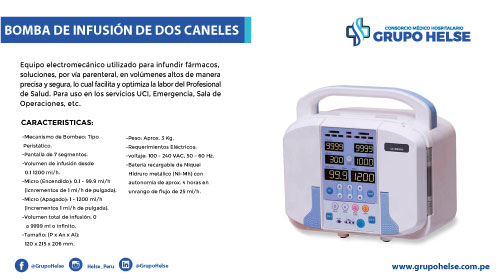 BOMBA DE INFUSIÓN DE DOS CANELES
CONSORCIO MÉDICO HOSPITALARIO
GRUPO HELSE
Equipo electromecánico utilizado para infundir fármacos,
soluciones, por vía parenteral, en volúmenes altos de manera
precisa y segura, lo cual facilita y optimiza la labor del Profesional
de Salud. Para uso en los servicios UCI, Emergencia, Sala de
Operaciones, etc.
CARACTERISTICAS:
-Mecanismo de Bombeo: Tipo
Peristático.
-Pantalla de 7 segmentos.
-Volumen de infusión desde
0.1 1200 ml/h.
-Micro (Encendido): 0.1 - 99.9 ml/h
(Incrementos de 1 ml/h de pulgada).
-Micro (Apagado): 1 - 1200 ml/h
(Incrementos 1 ml/h de pulgada).
-Volumen total de infusión: 0
a 9999 ml o infinito.
-Tamaño: (P x An x Al):
120 x 215 x 206 mm.
-Peso: Aprox. 3 Kg.
-Requerimientos Eléctricos:
-voltaje: 100 - 240 VAC, 50 - 60 Hz.
-Batería recargable de Niquel
Hidruro metálico (Ni-Mh) con
autonomía de aprox. 4 horas en
unrango de flujo de 25 ml/h.
9999 9999
300 1000
99.9 1200
@GrupoHelse
Helse_Peru
@GrupoHelse
www.grupohelse.com.pe